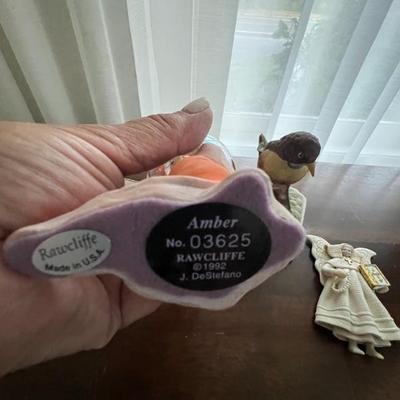 Rawcliffe
Made in U.S.A.
Amber
No. 03625
RAWCLIFFE
©1992
J. DeStefano